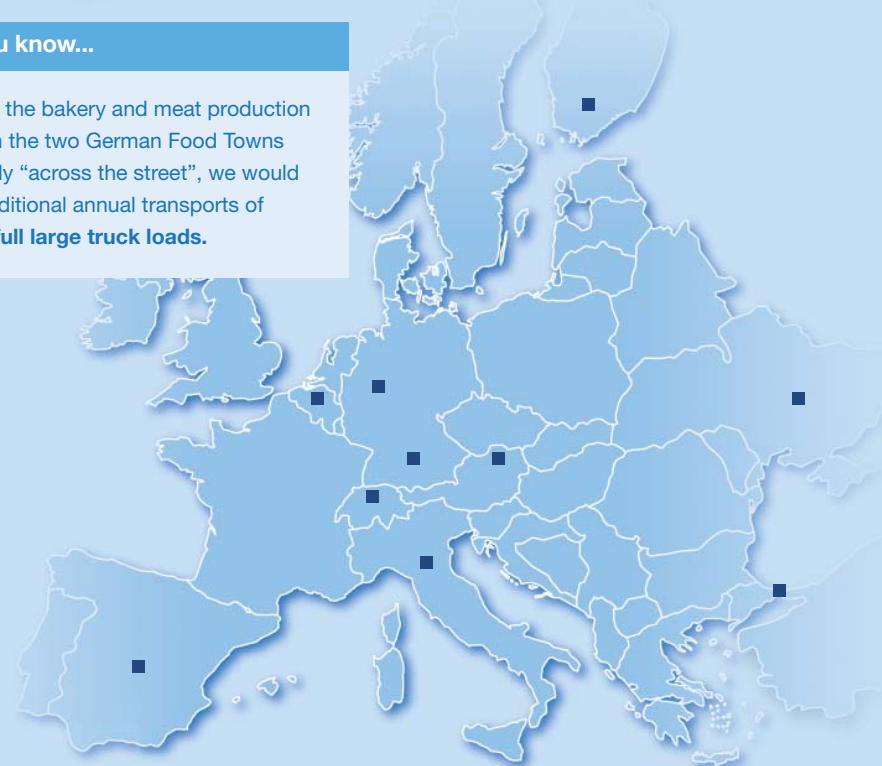 u know...
the bakery and meat production
the two German Food Towns
ly “across the street”, we would
ditional annual transports of
full large truck loads.